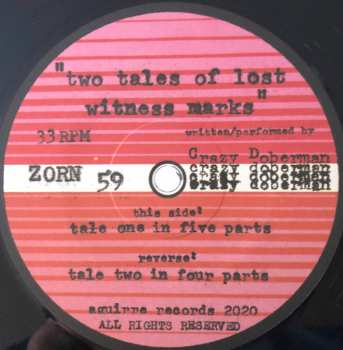 "two tales of lost
witness marks"
33 RPM
written/performed by
Crazy Doberman
crazy doberman
crazy doberman
crazy doberman
ZORN 59
this side:
tale one in five parts
reverse:
tale two in four parts
aguirre records 2020
ALL RIGHTS RESERVED